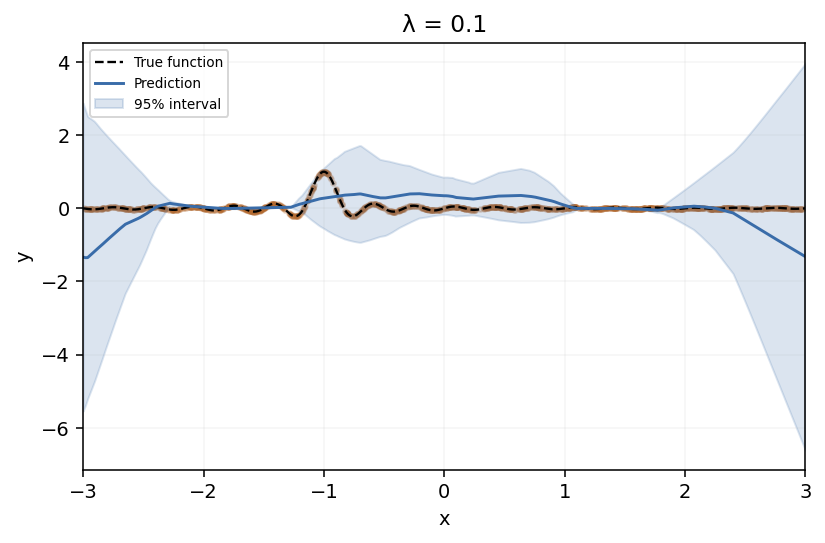 λ = 0.1
True function
Prediction
95% interval
y
4
2
0
−2
−4
−6
−3
−2
−1
0
1
2
3
x